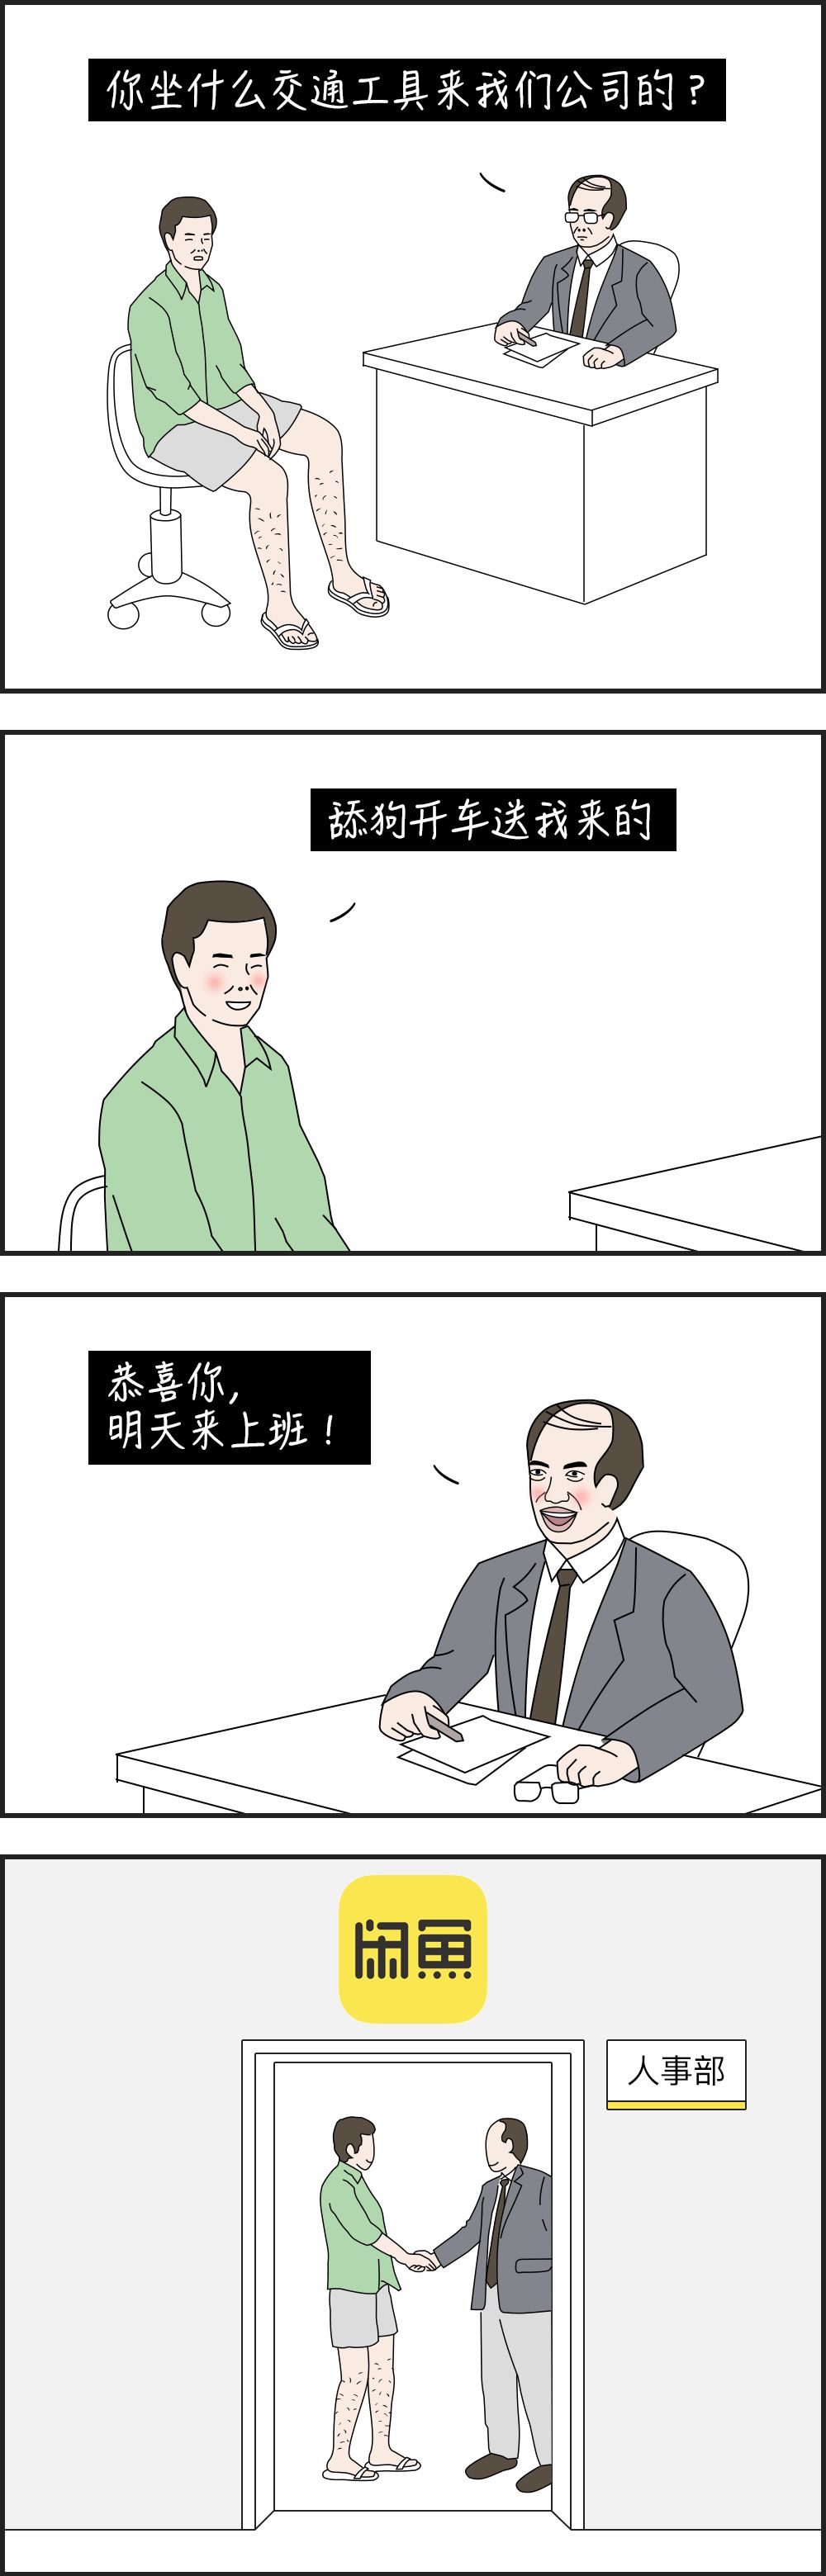 你坐什么交通工具来我们公司的？
舔狗开车送我来的
恭喜你，
明天来上班！
闲鱼
人事部